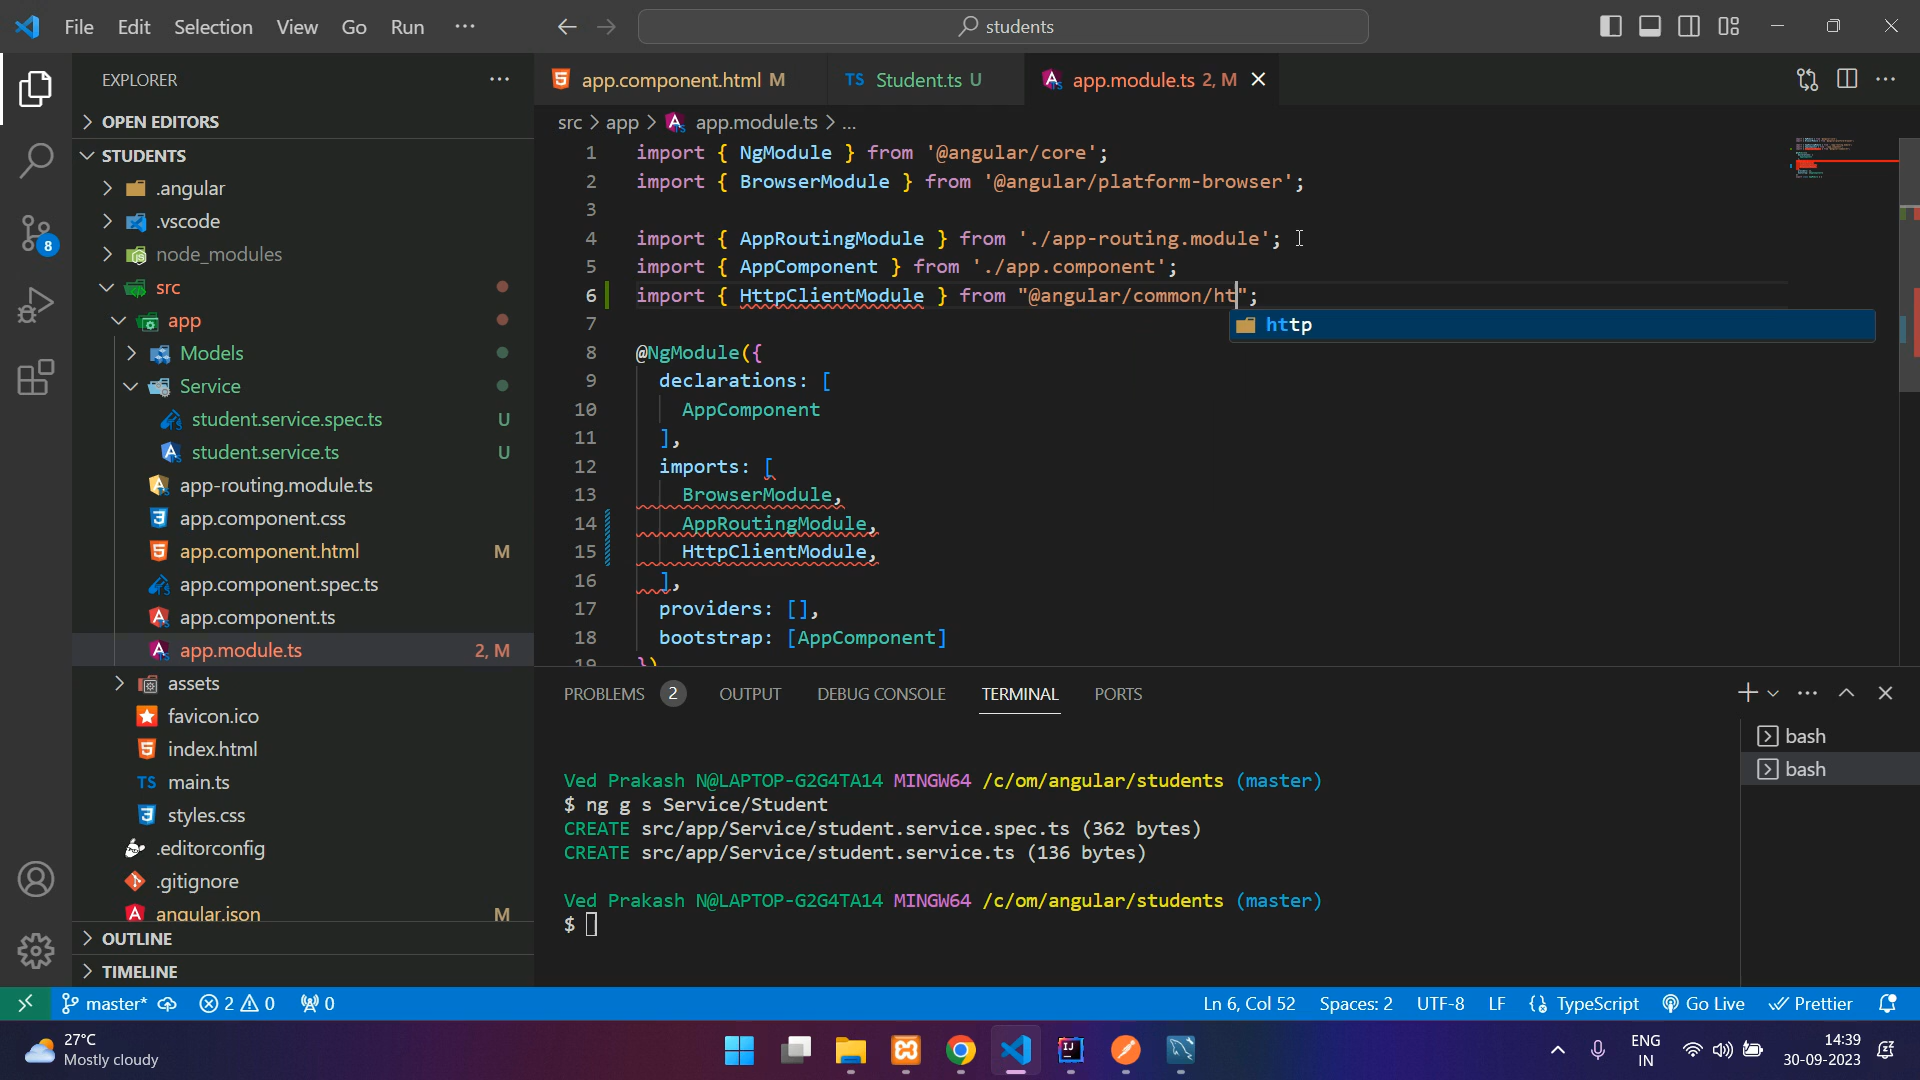 File Edit Selection View Go Run ···
students
EXPLORER
OPEN EDITORS
STUDENTS
.angular
.vscode
8
node_modules
src
app
Models
Service
student.service.spec.ts U
student.service.ts U
app-routing.module.ts
app.component.css
app.component.html M
app.component.spec.ts
app.component.ts
app.module.ts 2, M
assets
favicon.ico
index.html
TS main.ts
styles.css
.editorconfig
.gitignore
angular.json M
OUTLINE
TIMELINE
app.component.html M
TS Student.ts U
app.module.ts 2, M
src > app > app.module.ts > ...
1 import { NgModule } from '@angular/core';
2 import { BrowserModule } from '@angular/platform-browser';
3
4 import { AppRoutingModule } from './app-routing.module';
5 import { AppComponent } from './app.component';
6 import { HttpClientModule } from "@angular/common/ht";
http
7
8 @NgModule({
9 declarations: [
10 AppComponent
11 ],
12 imports: [
13 BrowserModule,
14 AppRoutingModule,
15 HttpClientModule,
16 ],
17 providers: [],
18 bootstrap: [AppComponent]
19 })
PROBLEMS 2 OUTPUT DEBUG CONSOLE TERMINAL PORTS
bash
bash
Ved Prakash N@LAPTOP-G2G4TA14 MINGW64 /c/om/angular/students (master)
$ ng g s Service/Student
CREATE src/app/Service/student.service.spec.ts (362 bytes)
CREATE src/app/Service/student.service.ts (136 bytes)
Ved Prakash N@LAPTOP-G2G4TA14 MINGW64 /c/om/angular/students (master)
$
master* 2 0 0
Ln 6, Col 52 Spaces: 2 UTF-8 LF TypeScript Go Live Prettier
27°C
Mostly cloudy
ENG
IN
14:39
30-09-2023